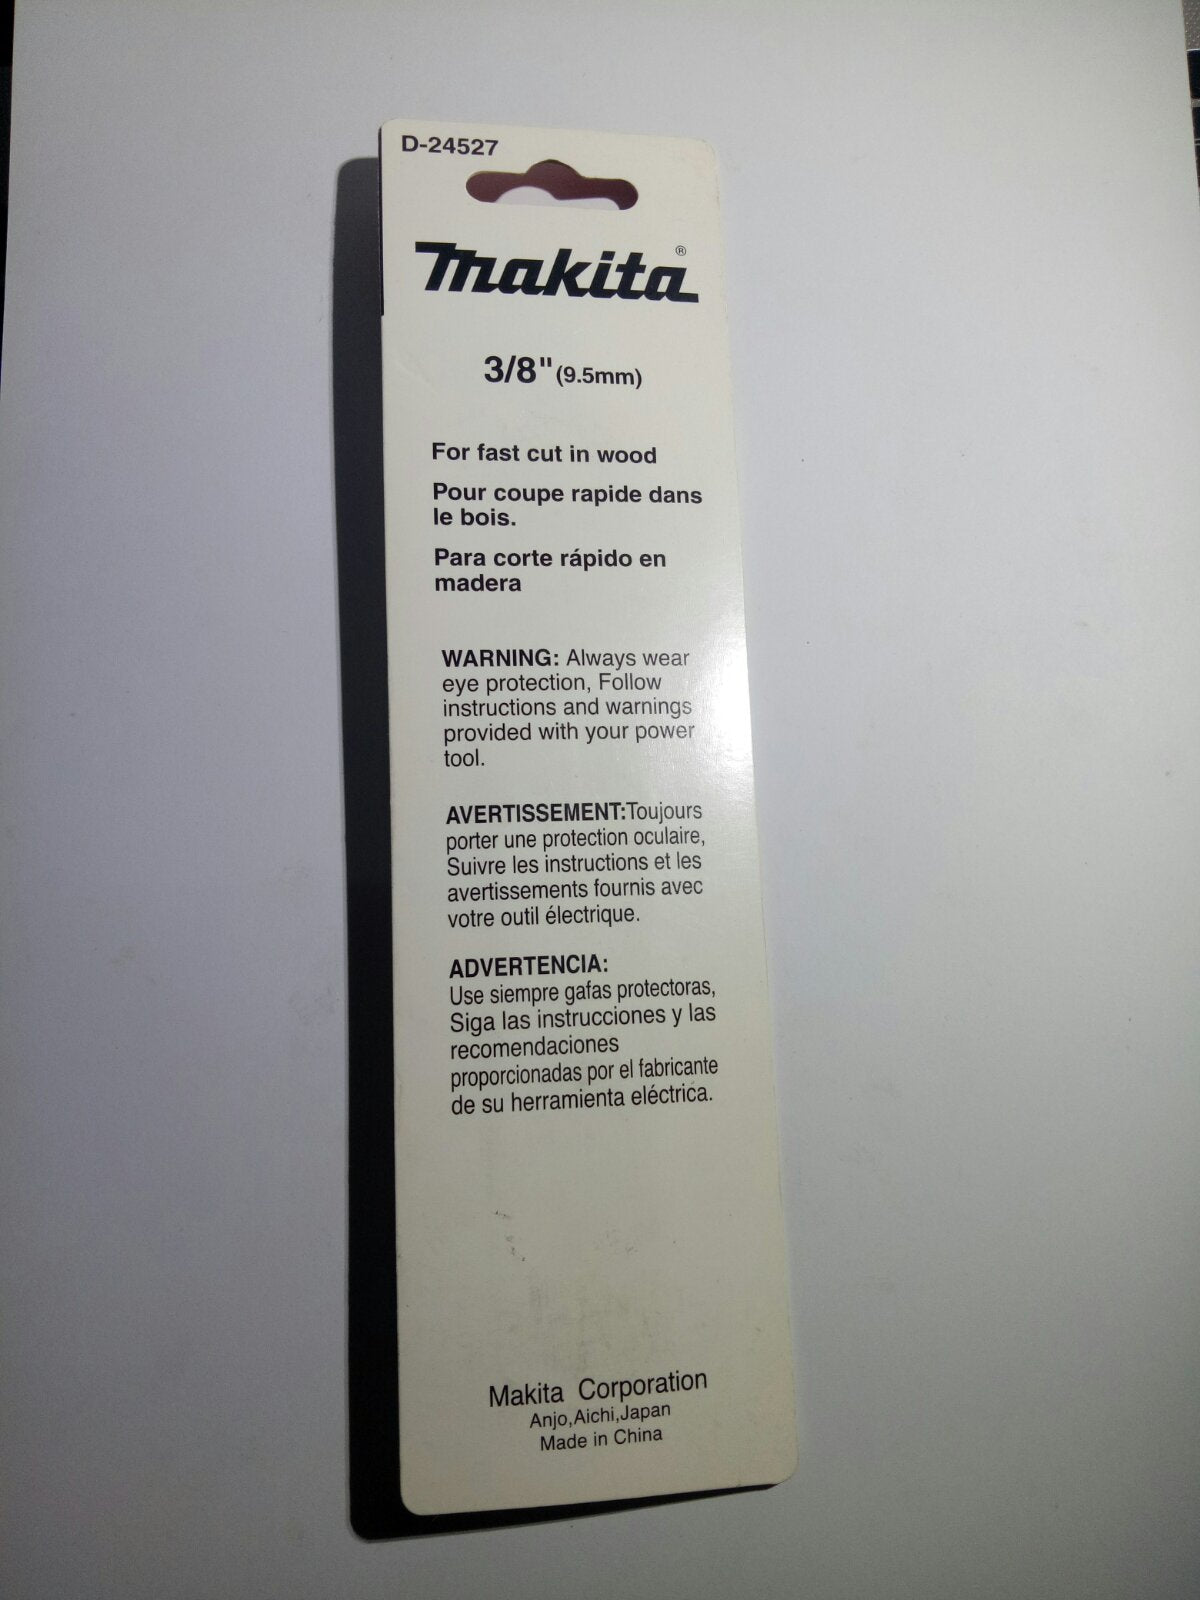 D-24527
makita®
3/8" (9.5mm)
For fast cut in wood
Pour coupe rapide dans
le bois.
Para corte rápido en
madera
WARNING: Always wear
eye protection, Follow
instructions and warnings
provided with your power
tool.
AVERTISSEMENT:Toujours
porter une protection oculaire,
Suivre les instructions et les
avertissements fournis avec
votre outil électrique.
ADVERTENCIA:
Use siempre gafas protectoras,
Siga las instrucciones y las
recomendaciones
proporcionadas por el fabricante
de su herramienta eléctrica.
Makita Corporation
Anjo,Aichi,Japan
Made in China